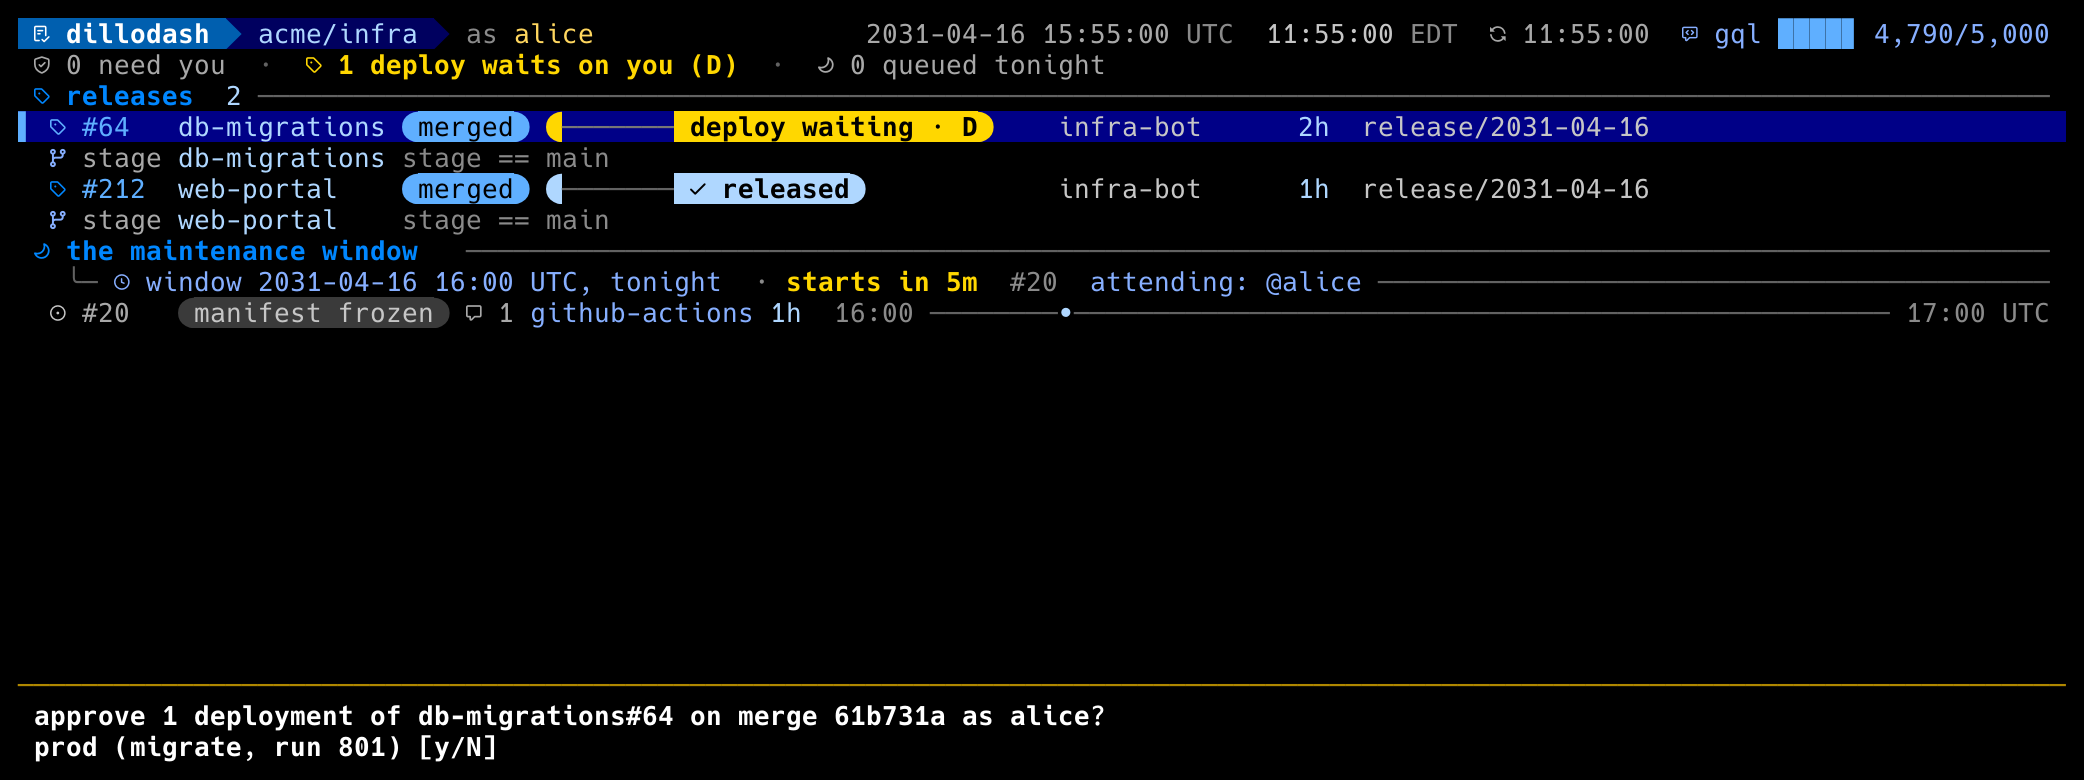 dillodash acme/infra as alice 2031-04-16 15:55:00 UTC 11:55:00 EDT 11:55:00 gql 4,790/5,000
0 need you · 1 deploy waits on you (D) · 0 queued tonight
releases 2
#64 db-migrations merged deploy waiting · D infra-bot 2h release/2031-04-16
stage db-migrations stage == main
#212 web-portal merged ✓ released infra-bot 1h release/2031-04-16
stage web-portal stage == main
the maintenance window
window 2031-04-16 16:00 UTC, tonight · starts in 5m #20 attending: @alice
#20 manifest frozen 1 github-actions 1h 16:00 17:00 UTC
approve 1 deployment of db-migrations#64 on merge 61b731a as alice?
prod (migrate, run 801) [y/N]